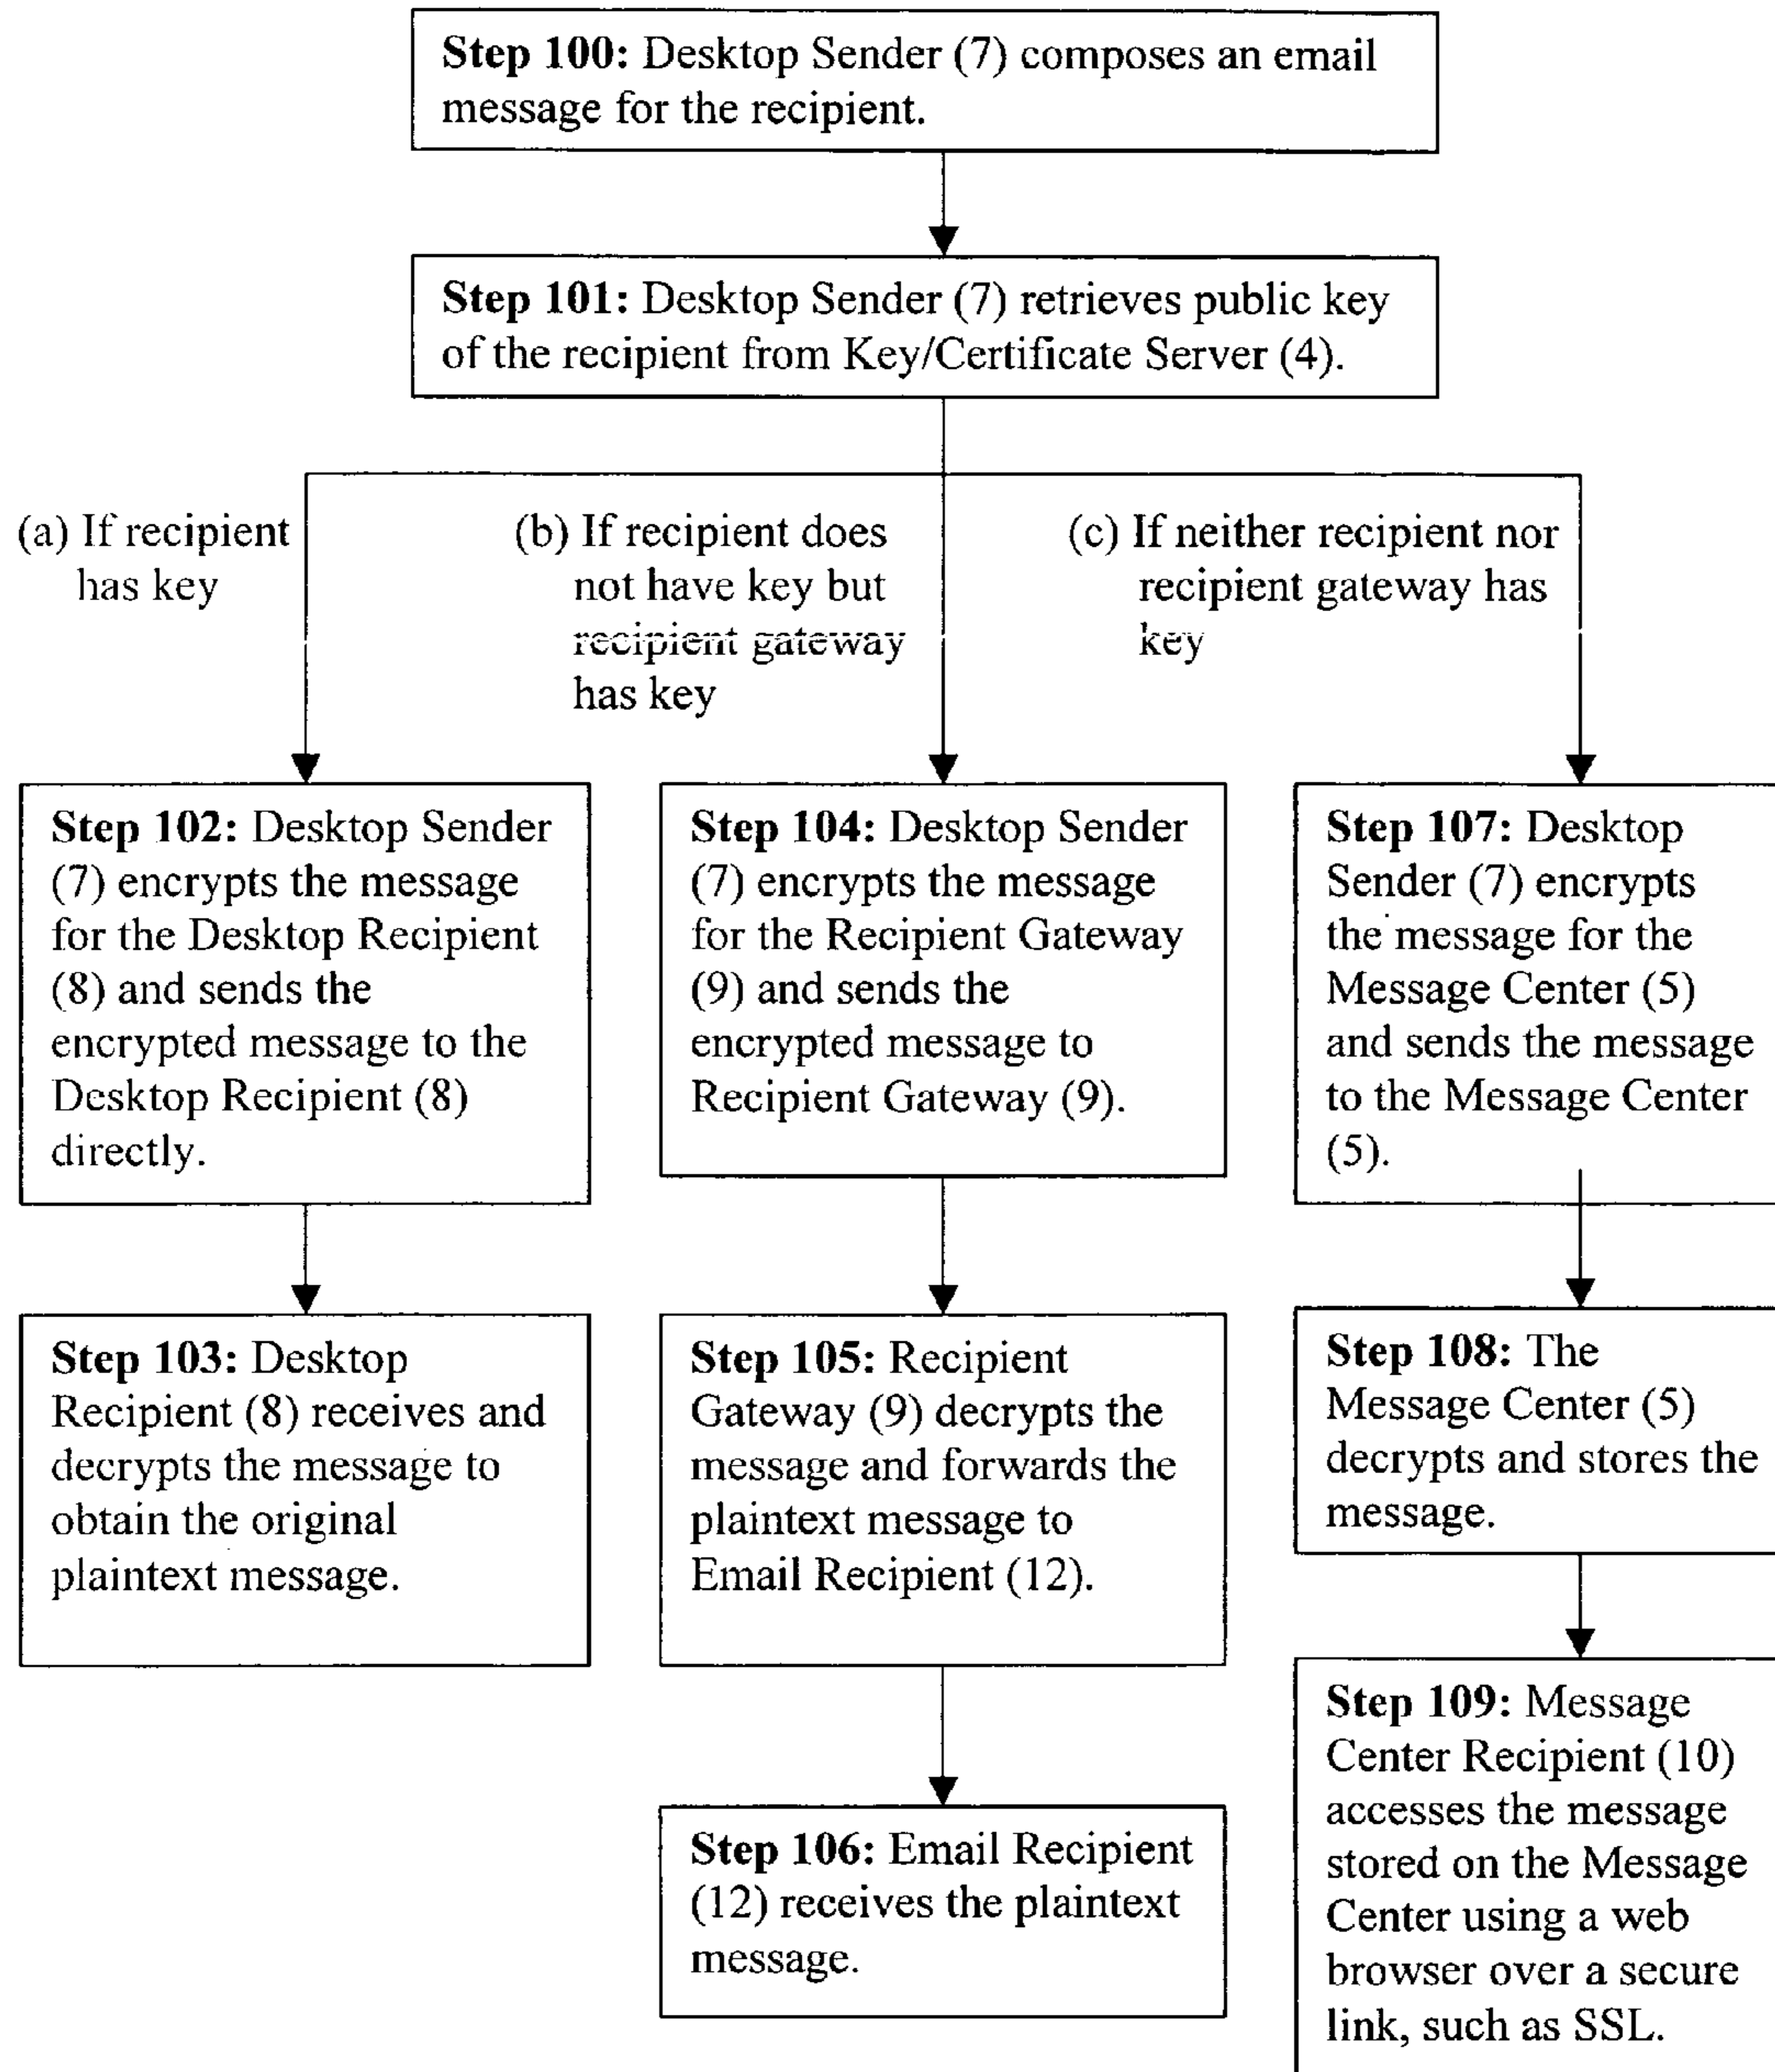 Step 100: Desktop Sender (7) composes an email
message for the recipient.
Step 101: Desktop Sender (7) retrieves public key
of the recipient from Key/Certificate Server (4).
(a) If recipient
has key
(b) If recipient does
not have key but
recipient gateway
has key
(c) If neither recipient nor
recipient gateway has
key
Step 102: Desktop Sender
(7) encrypts the message
for the Desktop Recipient
(8) and sends the
encrypted message to the
Desktop Recipient (8)
directly.
Step 104: Desktop Sender
(7) encrypts the message
for the Recipient Gateway
(9) and sends the
encrypted message to
Recipient Gateway (9).
Step 107: Desktop
Sender (7) encrypts
the message for the
Message Center (5)
and sends the message
to the Message Center
(5).
Step 103: Desktop
Recipient (8) receives and
decrypts the message to
obtain the original
plaintext message.
Step 105: Recipient
Gateway (9) decrypts the
message and forwards the
plaintext message to
Email Recipient (12).
Step 108: The
Message Center (5)
decrypts and stores the
message.
Step 106: Email Recipient
(12) receives the plaintext
message.
Step 109: Message
Center Recipient (10)
accesses the message
stored on the Message
Center using a web
browser over a secure
link, such as SSL.